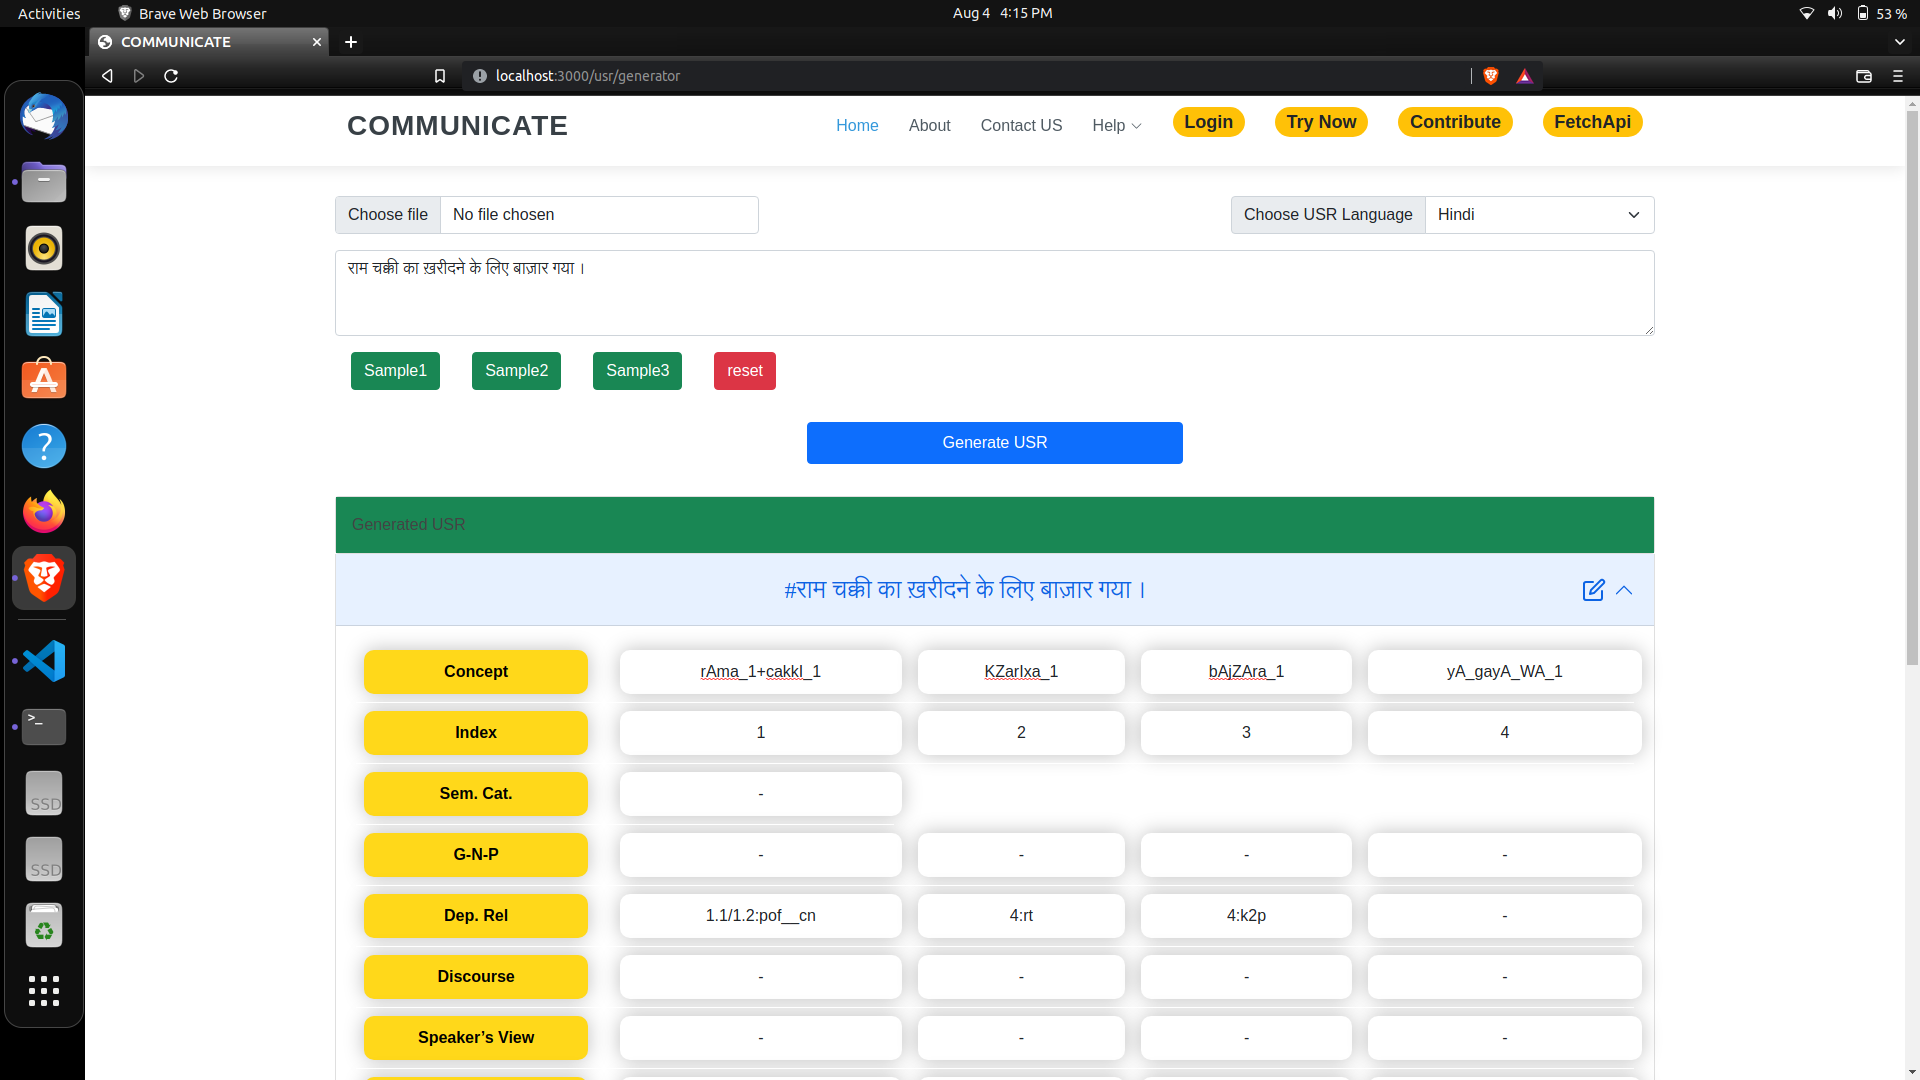 Activities Brave Web Browser Aug 4 4:15 PM 53 %
COMMUNICATE
localhost:3000/usr/generator
COMMUNICATE Home About Contact US Help Login Try Now Contribute FetchApi
Choose file No file chosen Choose USR Language Hindi
राम चक्की का ख़रीदने के लिए बाज़ार गया ।
Sample1 Sample2 Sample3 reset
Generate USR
Generated USR
#राम चक्की का ख़रीदने के लिए बाज़ार गया ।
Concept rAma_1+cakkI_1 KZarIxa_1 bAjZAra_1 yA_gayA_WA_1
Index 1 2 3 4
Sem. Cat. -
G-N-P - - - -
Dep. Rel 1.1/1.2:pof__cn 4:rt 4:k2p -
Discourse - - - -
Speaker’s View - - - -
SSD
SSD